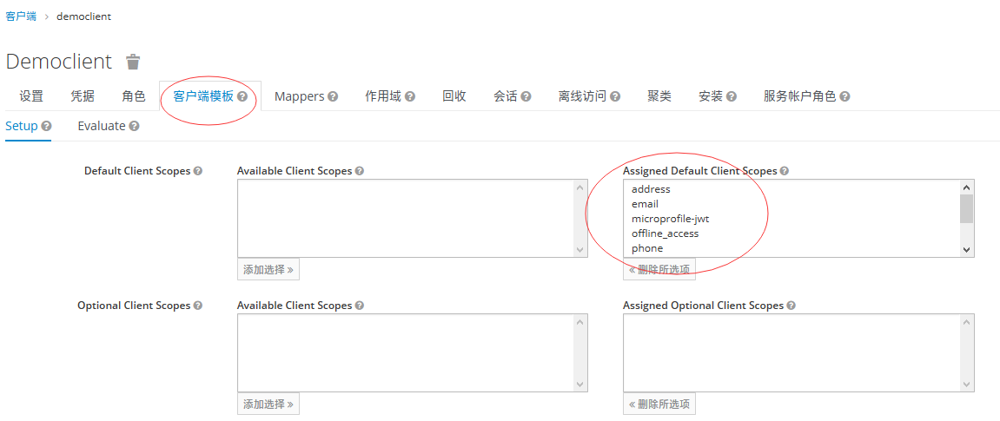 客户端 › democlient
Democlient
设置 凭据 角色 客户端模板 Mappers 作用域 回收 会话 离线访问 聚类 安装 服务帐户角色
Setup Evaluate
Default Client Scopes Available Client Scopes Assigned Default Client Scopes
address
email
microprofile-jwt
offline_access
phone
添加选择 » « 删除所选项
Optional Client Scopes Available Client Scopes Assigned Optional Client Scopes
添加选择 » « 删除所选项